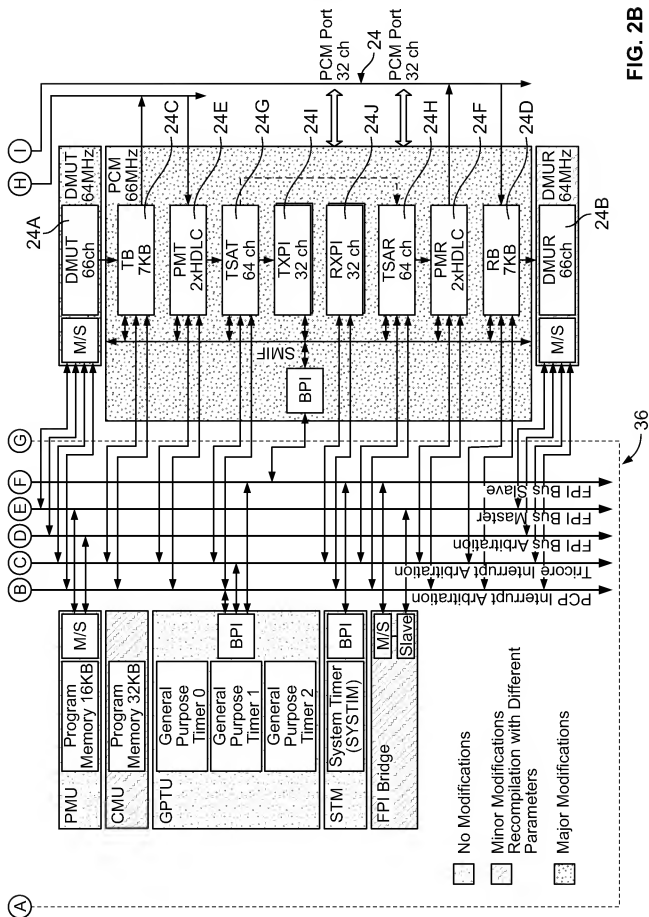 A
B
C
D
E
F
G
H
I
PMU
Program
Memory 16KB
M/S
CMU
Program
Memory 32KB
GPTU
General
Purpose
Timer 0
General
Purpose
Timer 1
General
Purpose
Timer 2
BPI
STM
System Timer
(SYSTIM)
BPI
FPI Bridge
M/S
Slave
PCP Interrupt Arbitration
Tricore Interrupt Arbitration
FPI Bus Arbitration
FPI Bus Master
FPI Bus Slave
M/S
DMUT
66ch
DMUT
64MHz
24A
PCM
66MHz
TB
7KB
24C
PMT
2xHDLC
24E
TSAT
64 ch
24G
TXPI
32 ch
24I
RXPI
32 ch
24J
TSAR
64 ch
24H
PMR
2xHDLC
24F
RB
7KB
24D
SMIF
BPI
M/S
DMUR
66ch
DMUR
64MHz
24B
PCM Port
32 ch
24
PCM Port
32 ch
36
No Modifications
Minor Modifications
Recompilation with Different
Parameters
Major Modifications
FIG. 2B